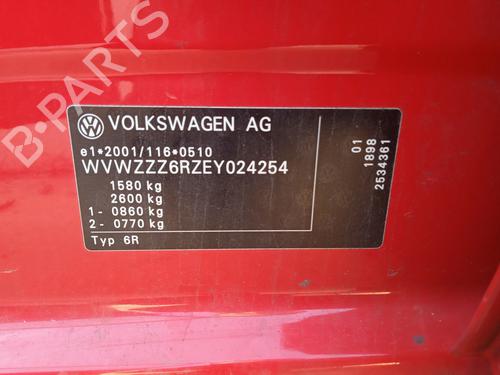 B-PARTS
VOLKSWAGEN AG
e1*2001/116*0510
WVWZZZ6RZEY024254
1580 kg
2600 kg
1 - 0860 kg
2 - 0770 kg
Typ 6R
01
1898
2534361